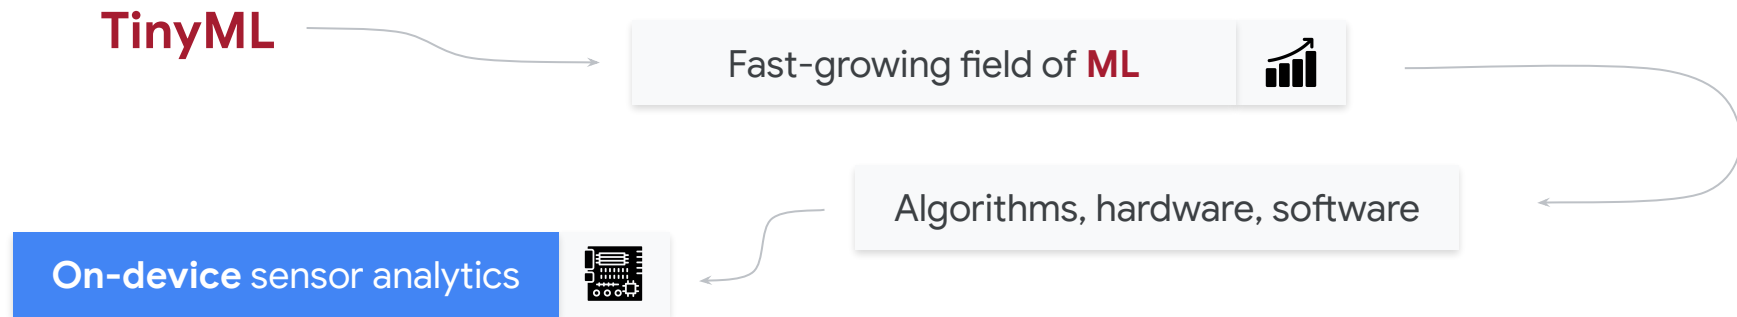 TinyML
Fast-growing field of ML
Algorithms, hardware, software
On-device sensor analytics